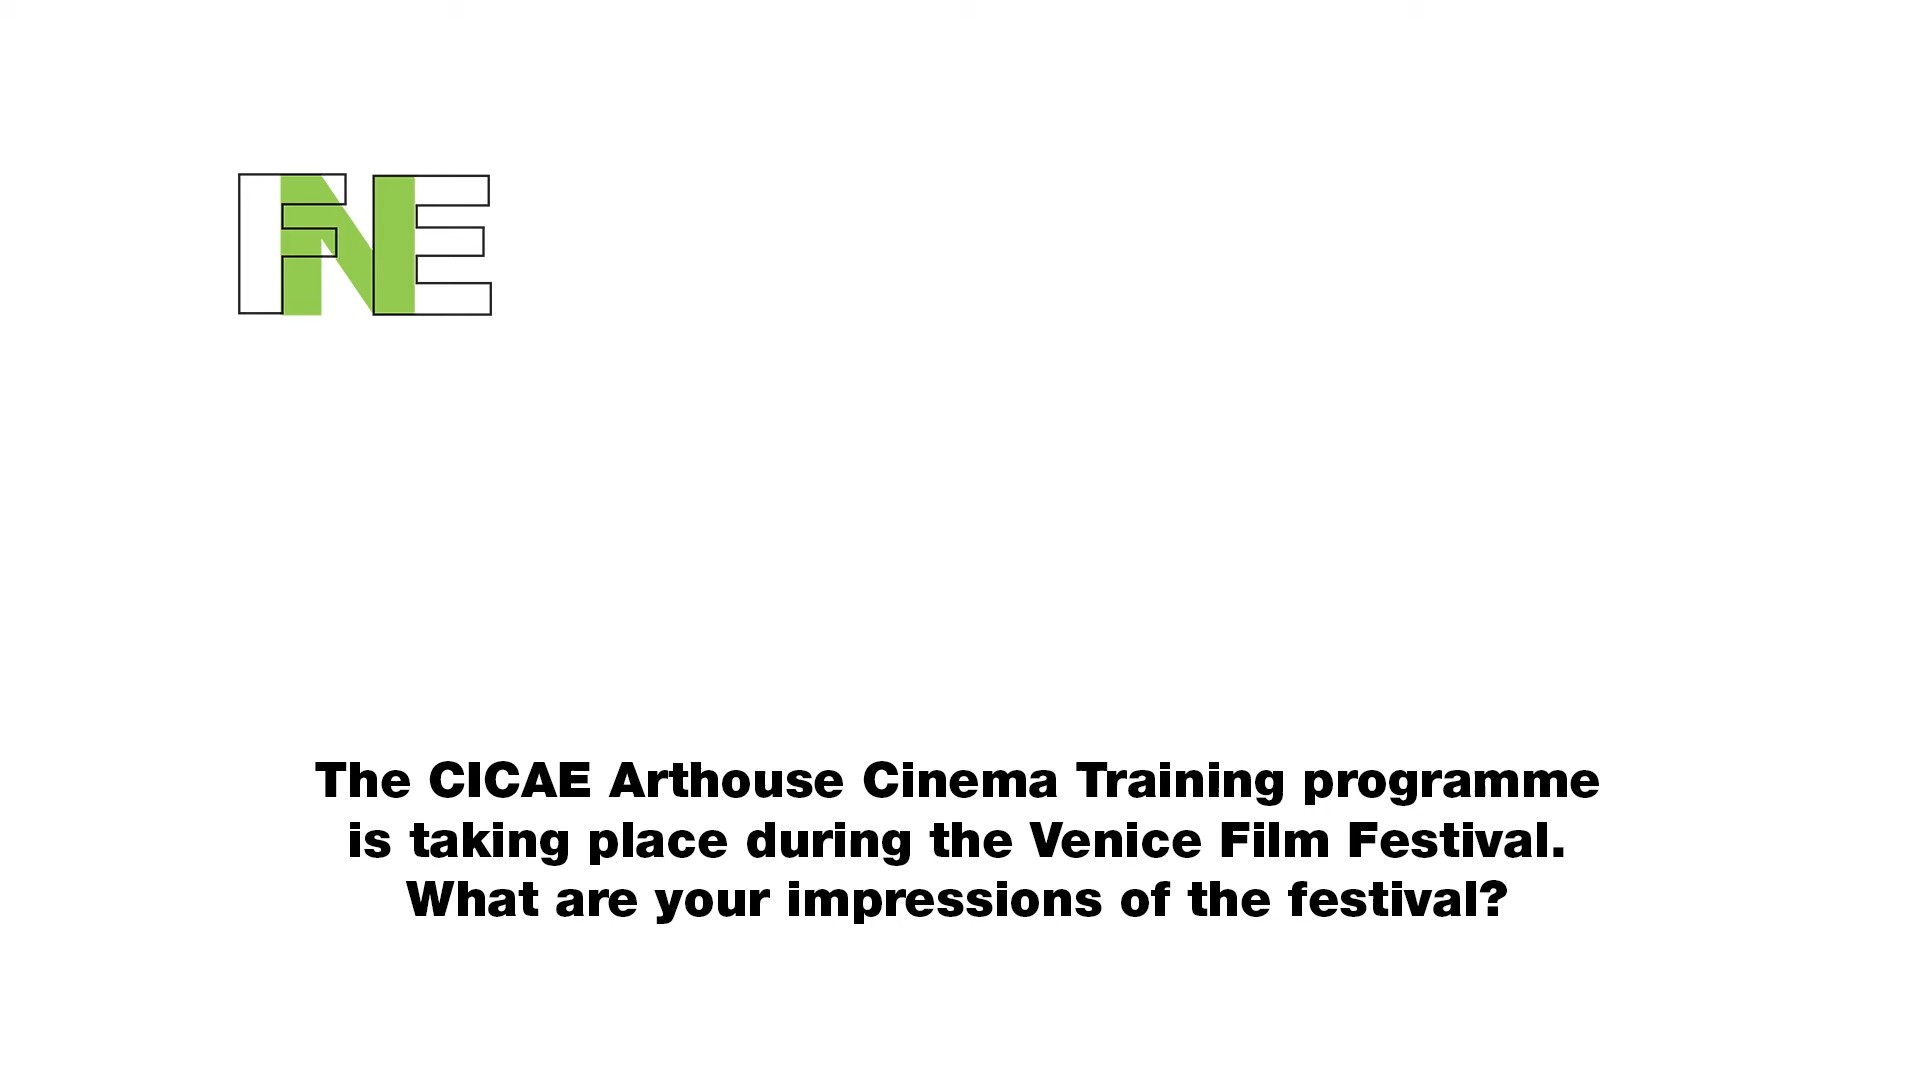 FNE
The CICAE Arthouse Cinema Training programme
is taking place during the Venice Film Festival.
What are your impressions of the festival?